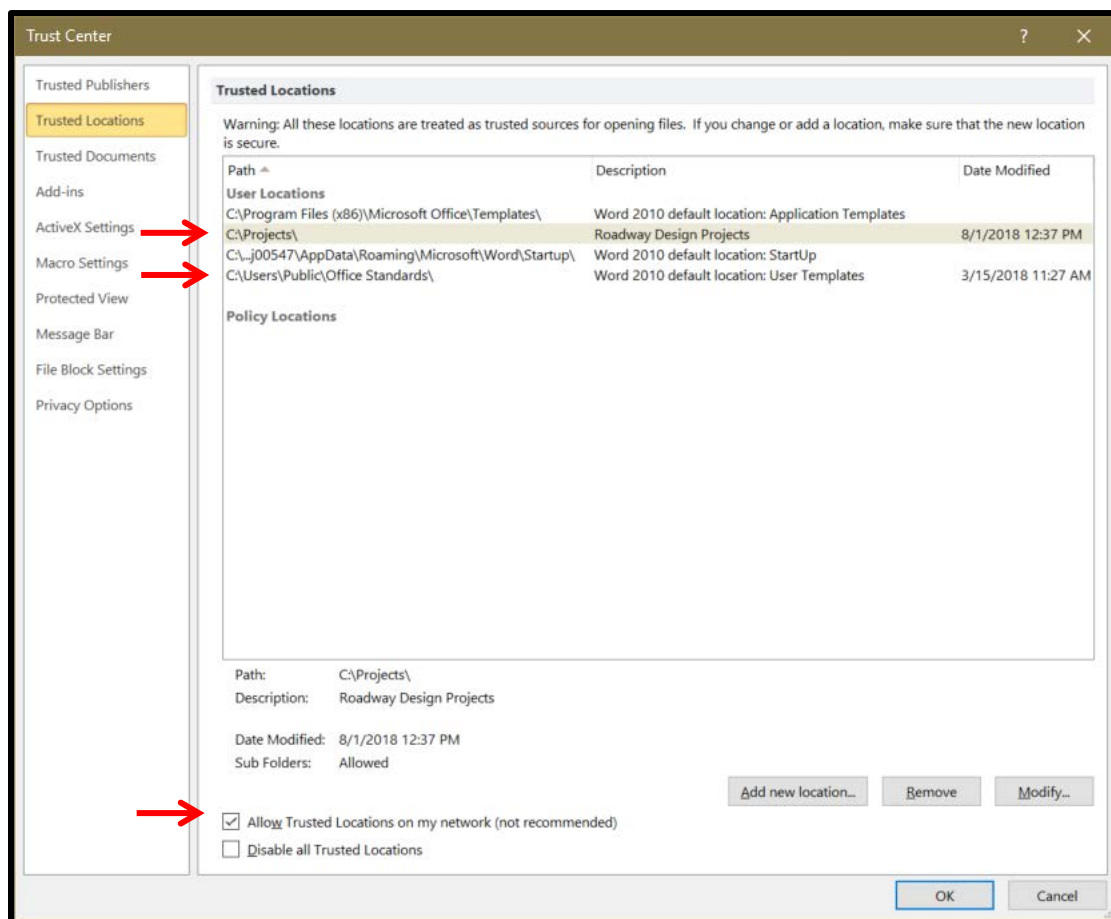 Trust Center
?
Trusted Publishers
Trusted Locations
Trusted Documents
Add-ins
ActiveX Settings
Macro Settings
Protected View
Message Bar
File Block Settings
Privacy Options
Trusted Locations
Warning: All these locations are treated as trusted sources for opening files. If you change or add a location, make sure that the new location
is secure.
Path Description Date Modified
User Locations
C:\Program Files (x86)\Microsoft Office\Templates\ Word 2010 default location: Application Templates
C:\Projects\ Roadway Design Projects 8/1/2018 12:37 PM
C:\...j00547\AppData\Roaming\Microsoft\Word\Startup\ Word 2010 default location: StartUp
C:\Users\Public\Office Standards\ Word 2010 default location: User Templates 3/15/2018 11:27 AM
Policy Locations
Path: C:\Projects\
Description: Roadway Design Projects
Date Modified: 8/1/2018 12:37 PM
Sub Folders: Allowed
Add new location... Remove Modify...
Allow Trusted Locations on my network (not recommended)
Disable all Trusted Locations
OK Cancel